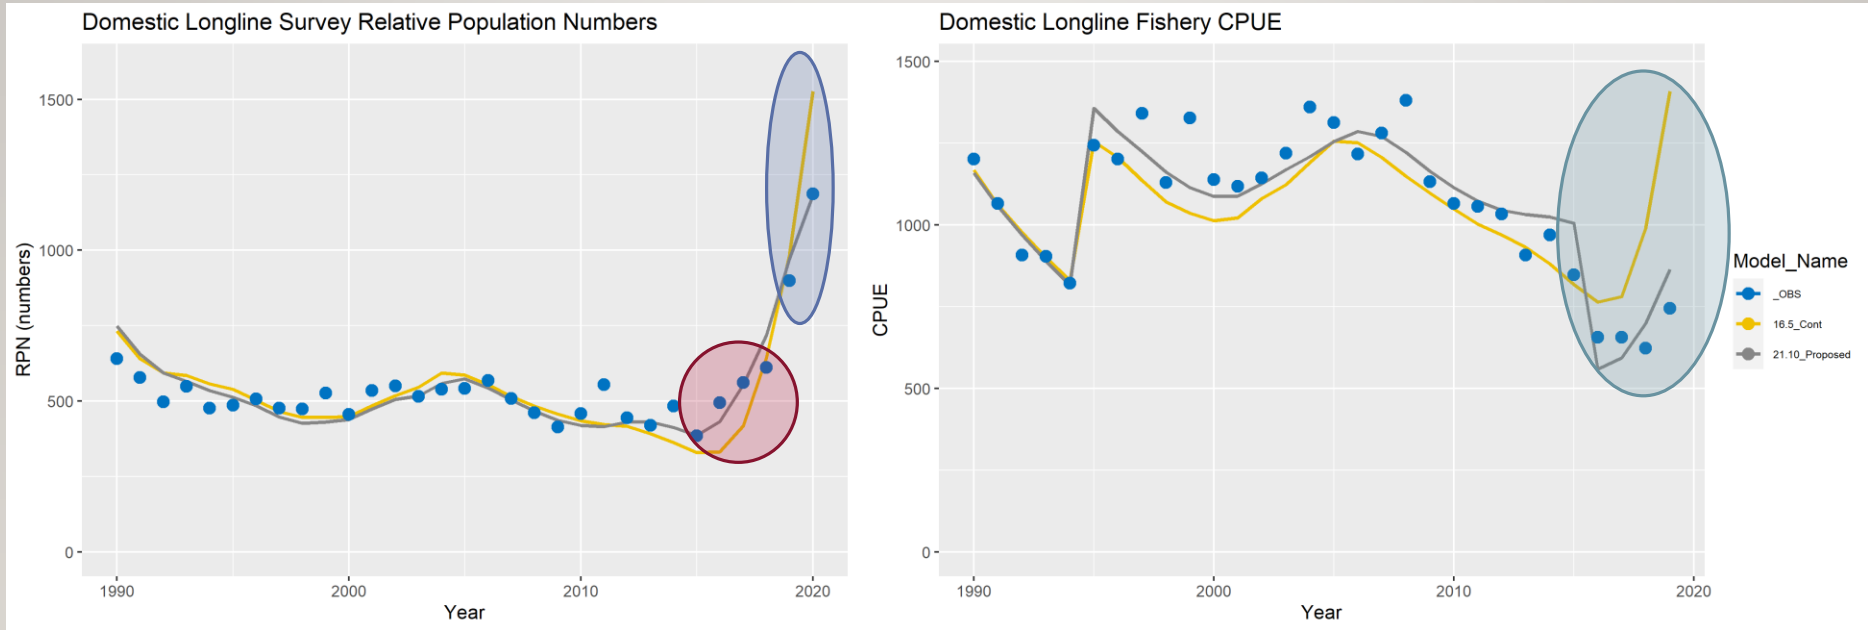 Domestic Longline Survey Relative Population Numbers
RPN (numbers)
1500
1000
500
0
1990
2000
2010
2020
Year
Domestic Longline Fishery CPUE
CPUE
1500
1000
500
0
1990
2000
2010
2020
Year
Model_Name
_OBS
16.5_Cont
21.10_Proposed